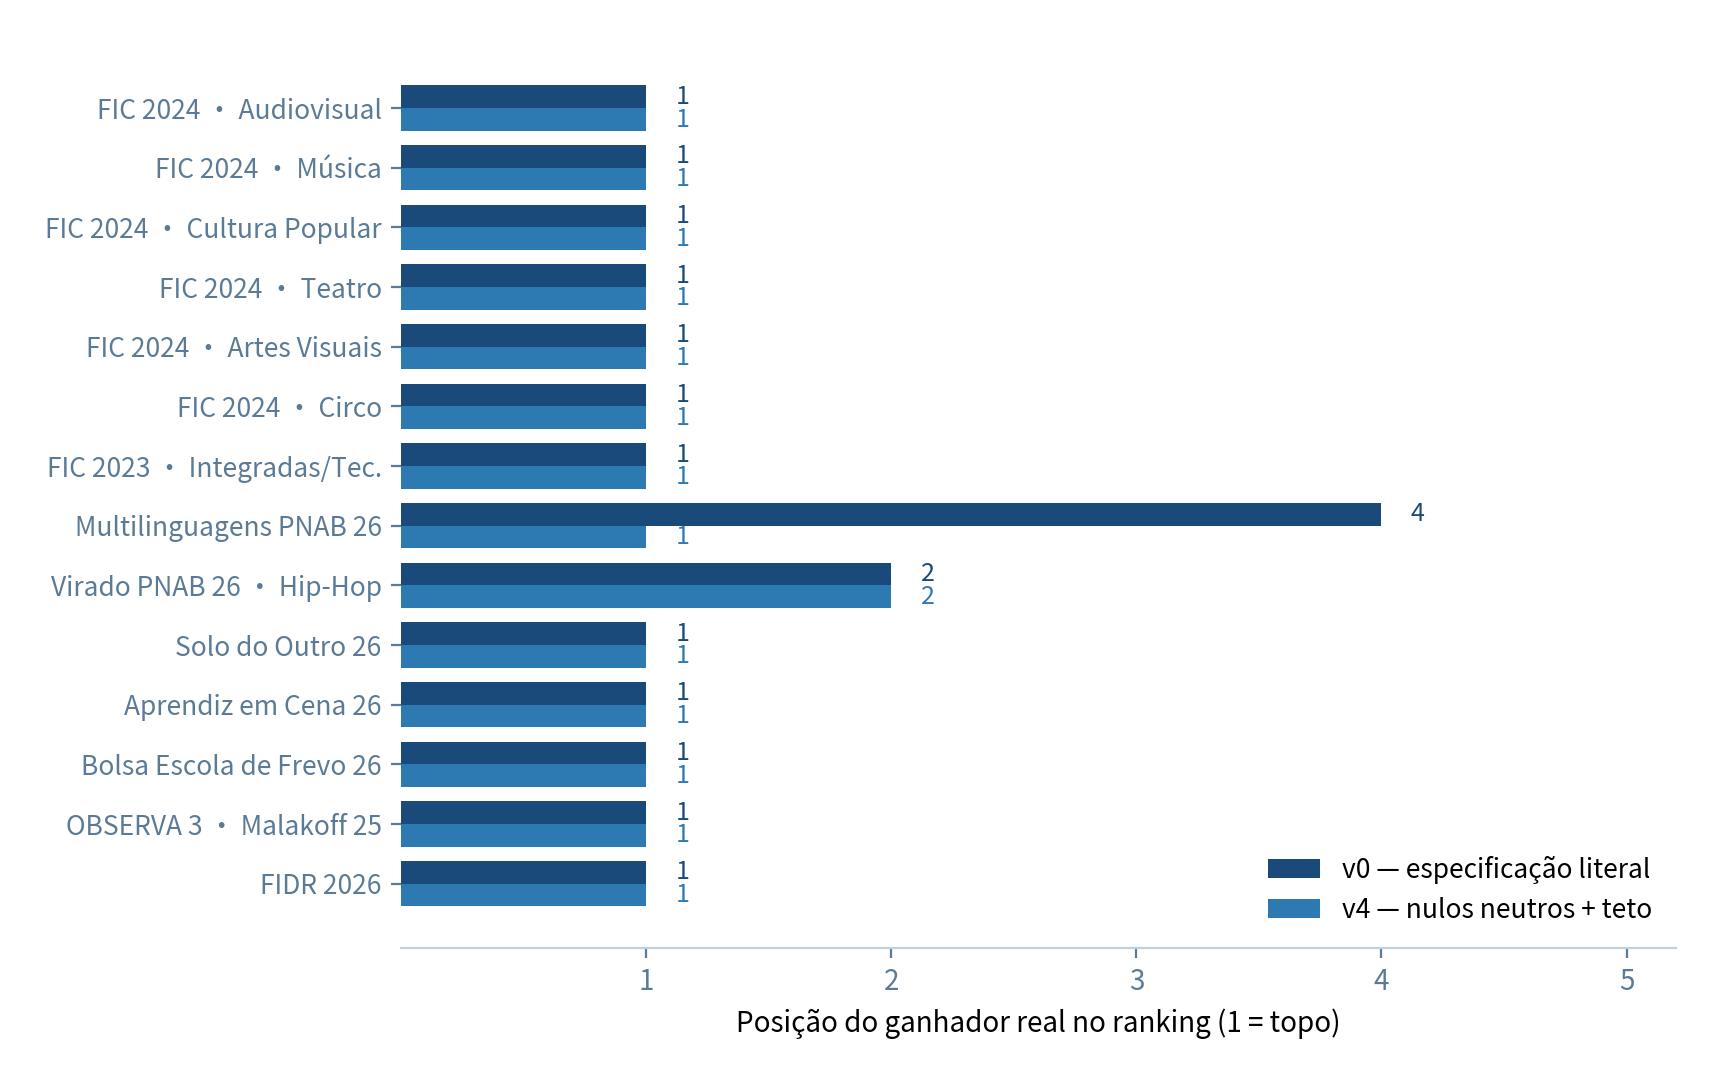 FIC 2024 • Audiovisual
1
1
FIC 2024 • Música
1
1
FIC 2024 • Cultura Popular
1
1
FIC 2024 • Teatro
1
1
FIC 2024 • Artes Visuais
1
1
FIC 2024 • Circo
1
1
FIC 2023 • Integradas/Tec.
1
1
Multilinguagens PNAB 26
4
1
Virado PNAB 26 • Hip-Hop
2
2
Solo do Outro 26
1
1
Aprendiz em Cena 26
1
1
Bolsa Escola de Frevo 26
1
1
OBSERVA 3 • Malakoff 25
1
1
FIDR 2026
1
1
v0 — especificação literal
v4 — nulos neutros + teto
1 2 3 4 5
Posição do ganhador real no ranking (1 = topo)